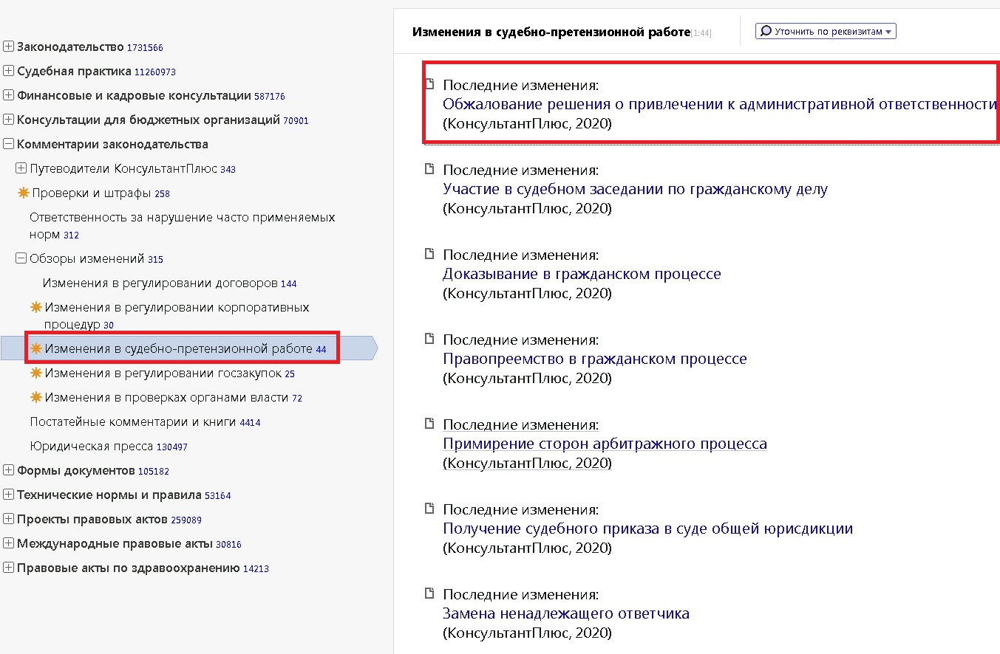 Законодательство 1731566
Судебная практика 11260973
Финансовые и кадровые консультации 587176
Консультации для бюджетных организаций 70901
Комментарии законодательства
Путеводители КонсультантПлюс 343
Проверки и штрафы 258
Ответственность за нарушение часто применяемых
норм 312
Обзоры изменений 315
Изменения в регулировании договоров 144
Изменения в регулировании корпоративных
процедур 30
Изменения в судебно-претензионной работе 44
Изменения в регулировании госзакупок 25
Изменения в проверках органами власти 72
Постатейные комментарии и книги 4414
Юридическая пресса 130497
Формы документов 105182
Технические нормы и правила 53164
Проекты правовых актов 259089
Международные правовые акты 30816
Правовые акты по здравоохранению 14213
Изменения в судебно-претензионной работе[1:44]
Уточнить по реквизитам
Последние изменения:
Обжалование решения о привлечении к административной ответственности
(КонсультантПлюс, 2020)
Последние изменения:
Участие в судебном заседании по гражданскому делу
(КонсультантПлюс, 2020)
Последние изменения:
Доказывание в гражданском процессе
(КонсультантПлюс, 2020)
Последние изменения:
Правопреемство в гражданском процессе
(КонсультантПлюс, 2020)
Последние изменения:
Примирение сторон арбитражного процесса
(КонсультантПлюс, 2020)
Последние изменения:
Получение судебного приказа в суде общей юрисдикции
(КонсультантПлюс, 2020)
Последние изменения:
Замена ненадлежащего ответчика
(КонсультантПлюс, 2020)